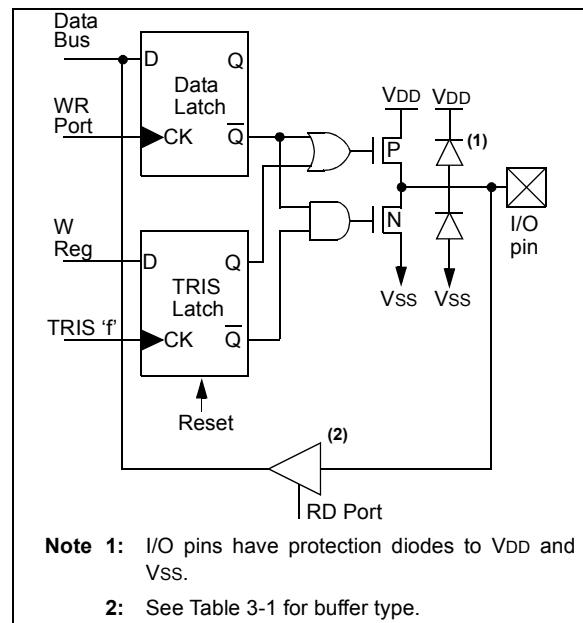 Data
Bus
D
Q
Data
Latch
WR
Port
CK
Q
VDD
VDD
(1)
P
N
I/O
pin
W
Reg
D
Q
TRIS
Latch
VSS
VSS
TRIS ‘f’
CK
Q
Reset
(2)
RD Port
Note 1: I/O pins have protection diodes to VDD and
VSS.
2: See Table 3-1 for buffer type.